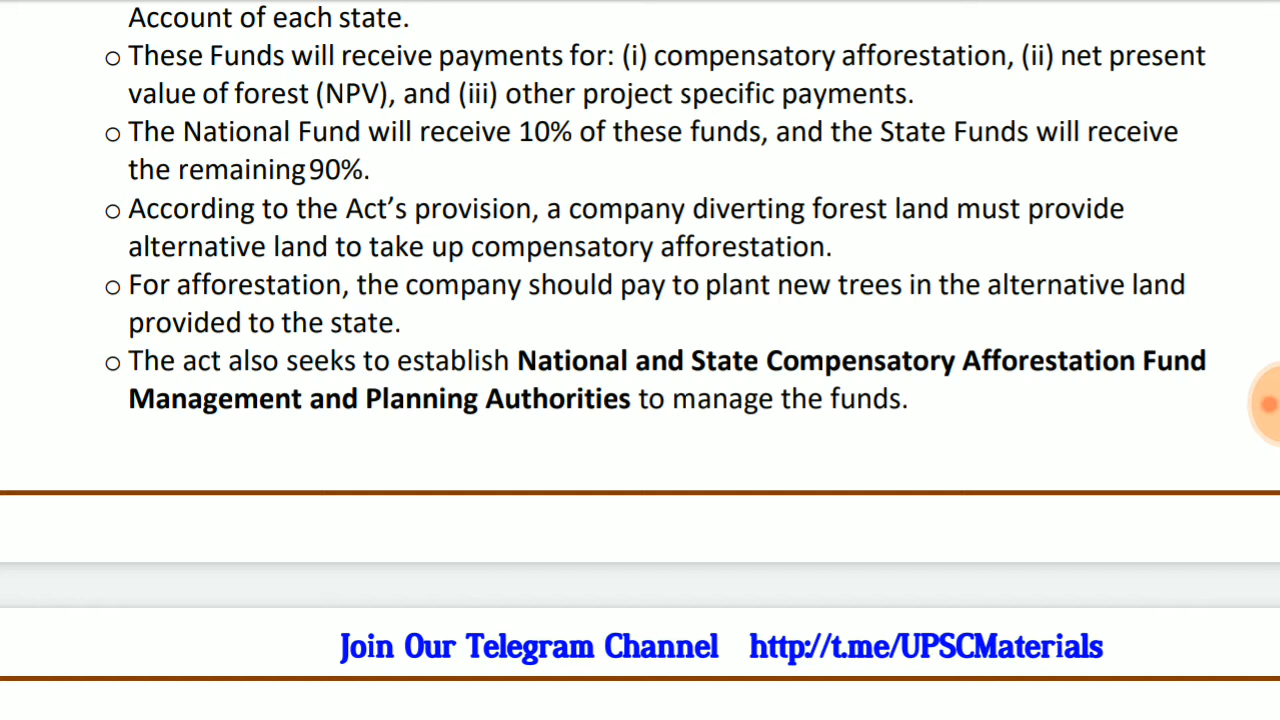 Account of each state.
o These Funds will receive payments for: (i) compensatory afforestation, (ii) net present
value of forest (NPV), and (iii) other project specific payments.
o The National Fund will receive 10% of these funds, and the State Funds will receive
the remaining 90%.
o According to the Act’s provision, a company diverting forest land must provide
alternative land to take up compensatory afforestation.
o For afforestation, the company should pay to plant new trees in the alternative land
provided to the state.
o The act also seeks to establish National and State Compensatory Afforestation Fund
Management and Planning Authorities to manage the funds.
Join Our Telegram Channel http://t.me/UPSCMaterials